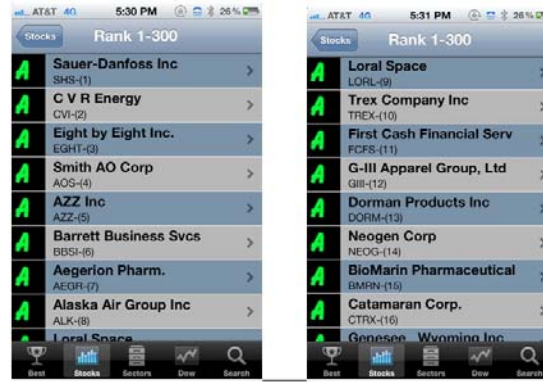 AT&T 4G 5:30 PM 26%
Stocks Rank 1-300
A Sauer-Danfoss Inc
SHS-(1)
A C V R Energy
CVI-(2)
A Eight by Eight Inc.
EGHT-(3)
A Smith AO Corp
AOS-(4)
A AZZ Inc
AZZ-(5)
A Barrett Business Svcs
BBSI-(6)
A Aegerion Pharm.
AEGR-(7)
A Alaska Air Group Inc
ALK-(8)
Loral Space
Best Stocks Sectors Dow Search
AT&T 4G 5:31 PM 26%
Stocks Rank 1-300
A Loral Space
LORL-(9)
A Trex Company Inc
TREX-(10)
A First Cash Financial Serv
FCFS-(11)
A G-III Apparel Group, Ltd
GIII-(12)
A Dorman Products Inc
DORM-(13)
A Neogen Corp
NEOG-(14)
A BioMarin Pharmaceutical
BMRN-(15)
A Catamaran Corp.
CTRX-(16)
Genesee Wyoming Inc
Best Stocks Sectors Dow Search